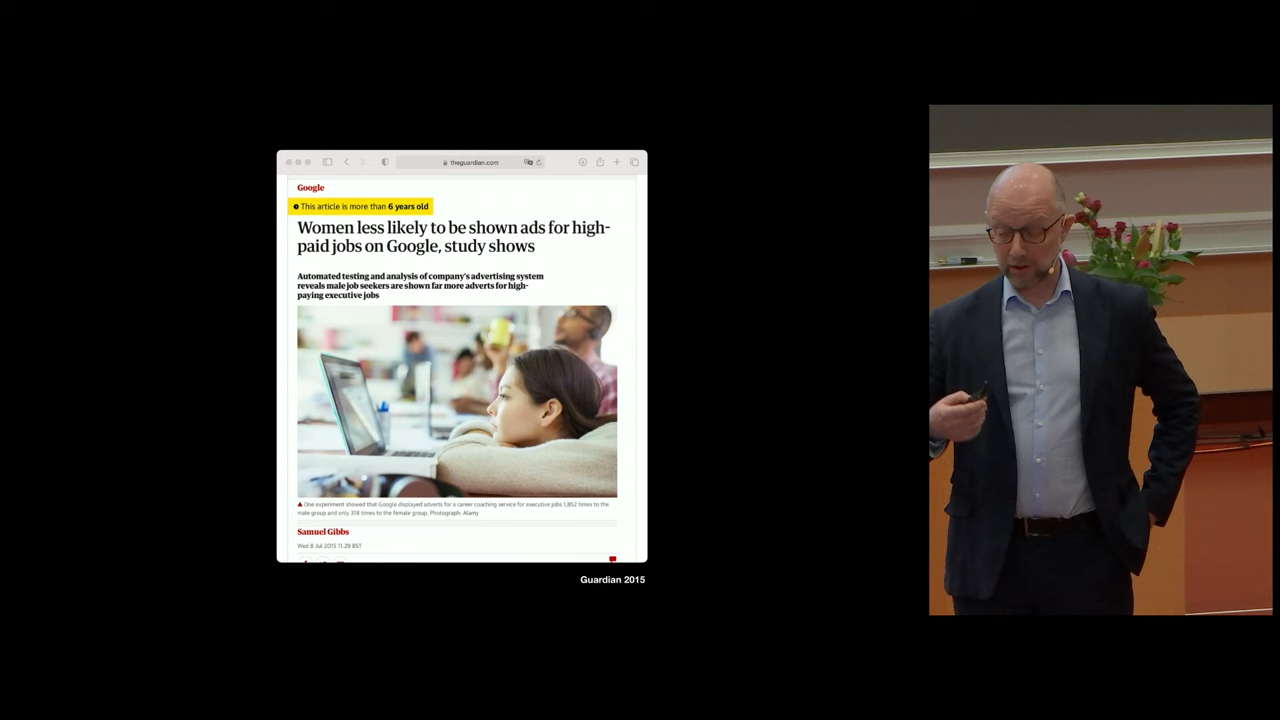 theguardian.com
Google
This article is more than 6 years old
Women less likely to be shown ads for high-
paid jobs on Google, study shows
Automated testing and analysis of company's advertising system
reveals male job seekers are shown far more adverts for high-
paying executive jobs
One experiment showed that Google displayed adverts for a career coaching service for executive jobs 1,852 times to the
male group and only 318 times to the female group. Photograph: Alamy
Samuel Gibbs
Wed 8 Jul 2015 11.29 BST
Guardian 2015